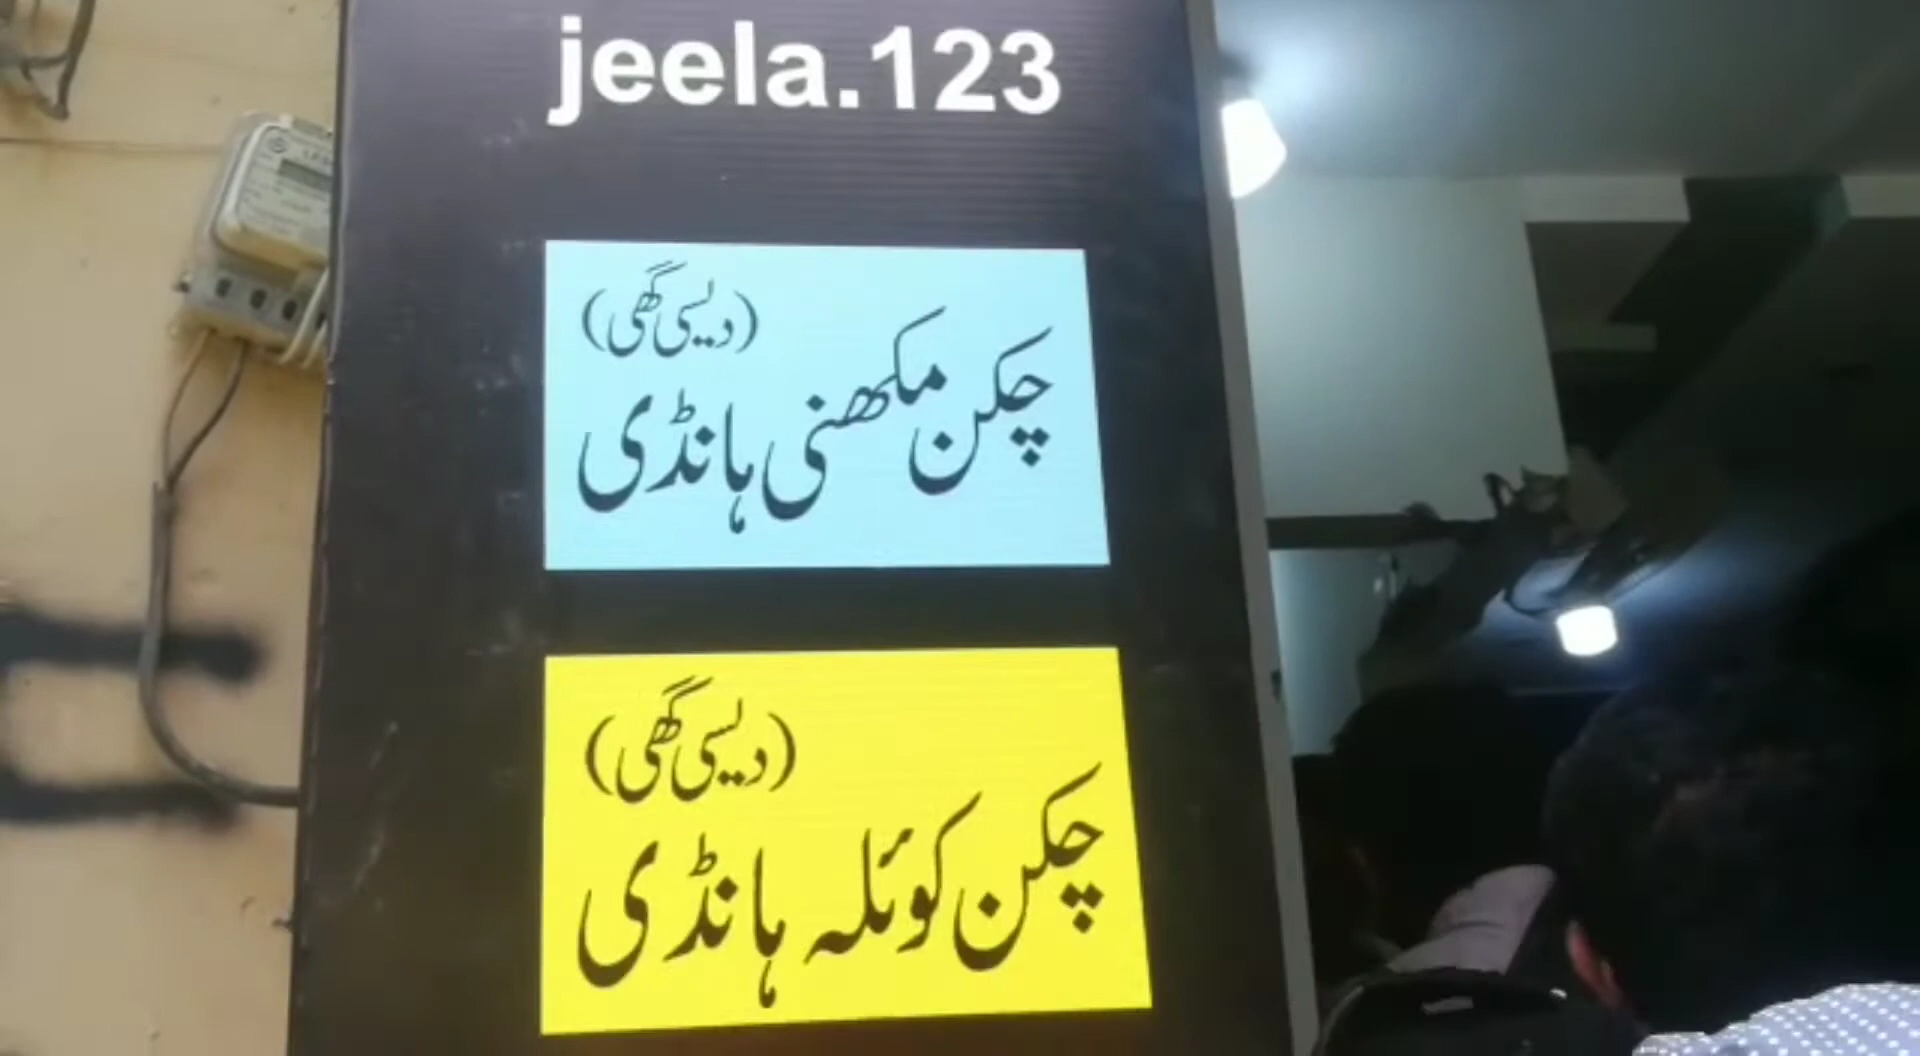 jeela.123
(دیسی گھی)
چکن مکھنی ہانڈی
(دیسی گھی)
چکن کوئلہ ہانڈی